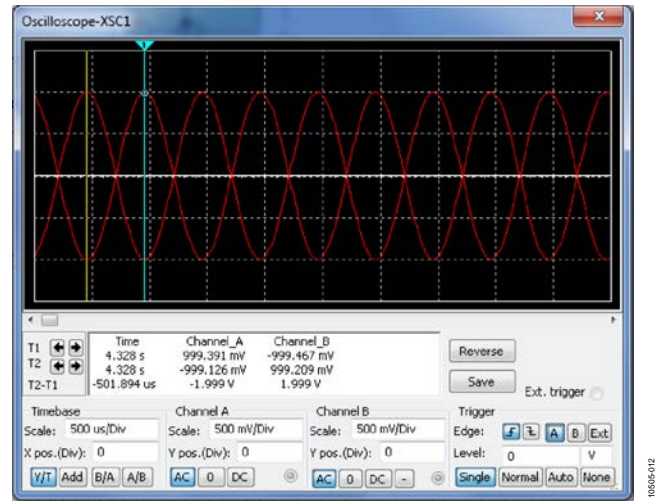 Oscilloscope-XSC1
1
Time Channel_A Channel_B
T1 4.328 s 999.391 mV -999.467 mV
T2 4.328 s -999.126 mV 999.209 mV
T2-T1 -501.894 us -1.999 V 1.999 V
Reverse
Save
Ext. trigger
Timebase
Scale: 500 us/Div
X pos.(Div): 0
Y/T Add B/A A/B
Channel A
Scale: 500 mV/Div
Y pos.(Div): 0
AC 0 DC
Channel B
Scale: 500 mV/Div
Y pos.(Div): 0
AC 0 DC -
Trigger
Edge: A B Ext
Level: 0 V
Single Normal Auto None
00505-012